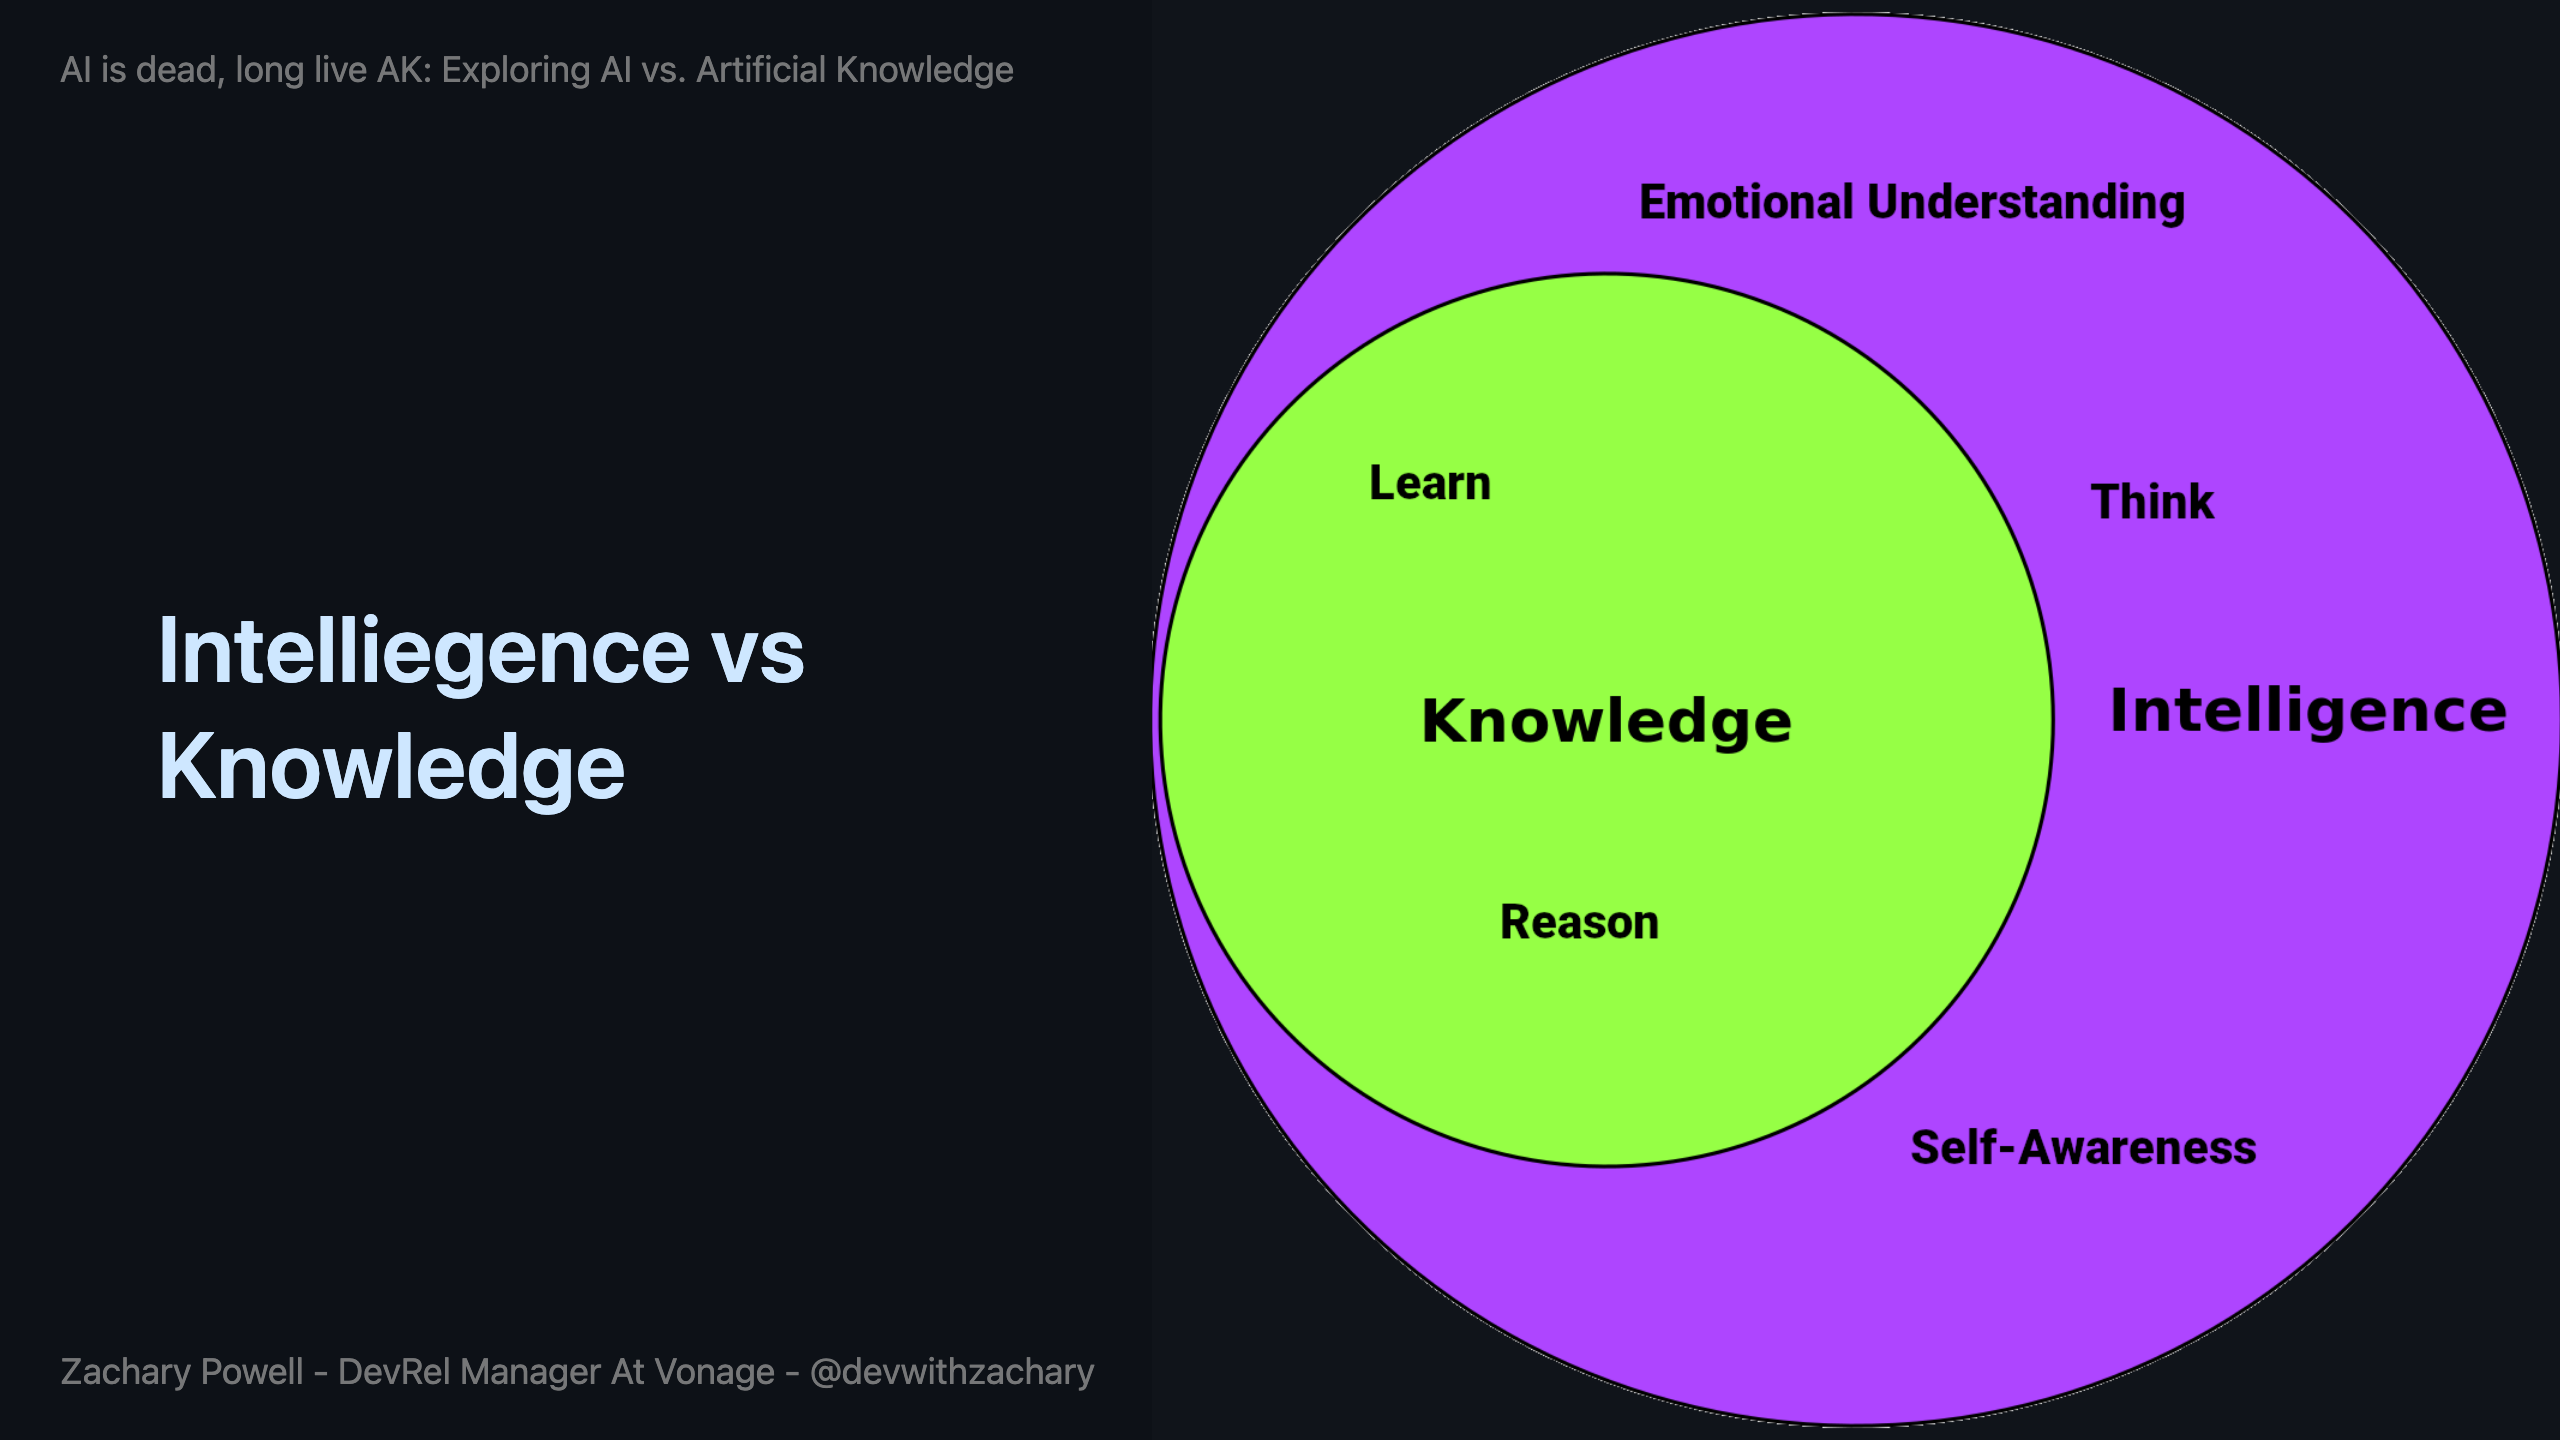 AI is dead, long live AK: Exploring AI vs. Artificial Knowledge
Intelliegence vs
Knowledge
Emotional Understanding
Learn
Think
Knowledge
Intelligence
Reason
Self-Awareness
Zachary Powell - DevRel Manager At Vonage - @devwithzachary